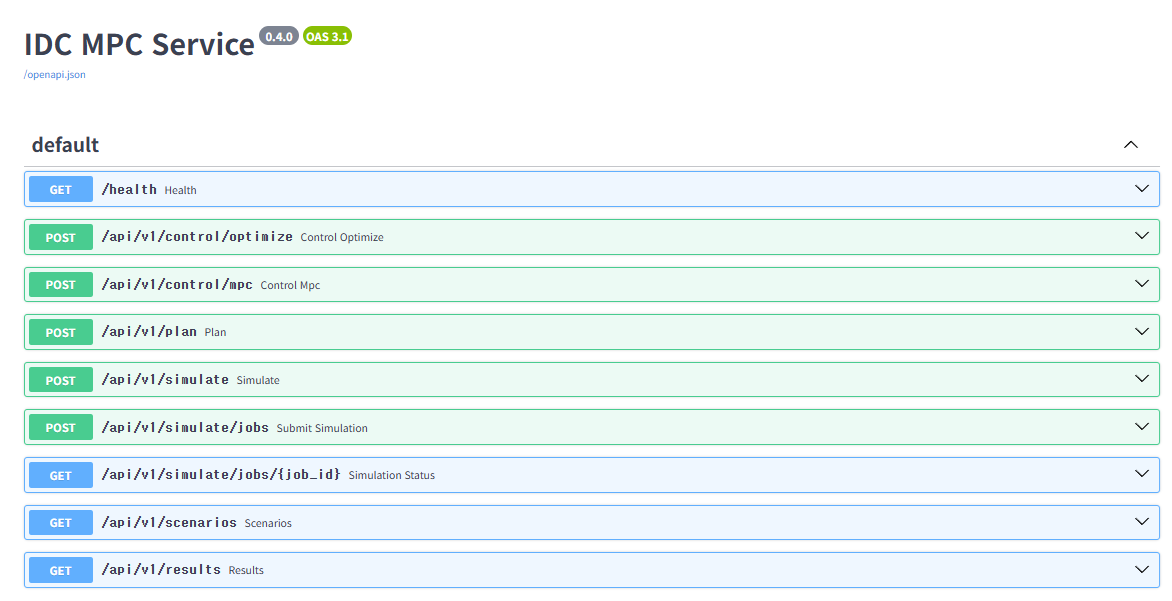 IDC MPC Service 0.4.0 OAS 3.1
/openapi.json
default
GET /health Health
POST /api/v1/control/optimize Control Optimize
POST /api/v1/control/mpc Control Mpc
POST /api/v1/plan Plan
POST /api/v1/simulate Simulate
POST /api/v1/simulate/jobs Submit Simulation
GET /api/v1/simulate/jobs/{job_id} Simulation Status
GET /api/v1/scenarios Scenarios
GET /api/v1/results Results